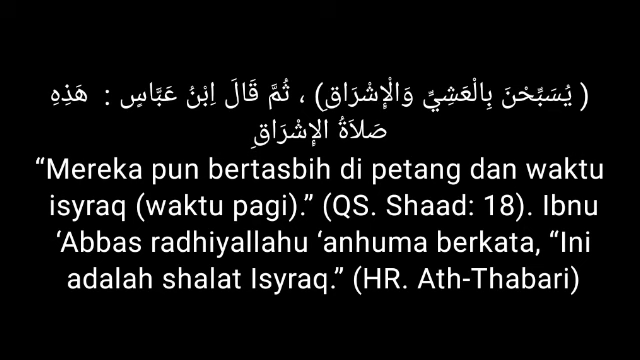 ( يُسَبِّحْنَ بِالْعَشِيِّ وَالْإِشْرَاقِ) ، ثُمَّ قَالَ اِبْنُ عَبَّاسٍ : هَذِهِ
صَلاَةُ الإِشْرَاقِ
“Mereka pun bertasbih di petang dan waktu
isyraq (waktu pagi).” (QS. Shaad: 18). Ibnu
‘Abbas radhiyallahu ‘anhuma berkata, “Ini
adalah shalat Isyraq.” (HR. Ath-Thabari)